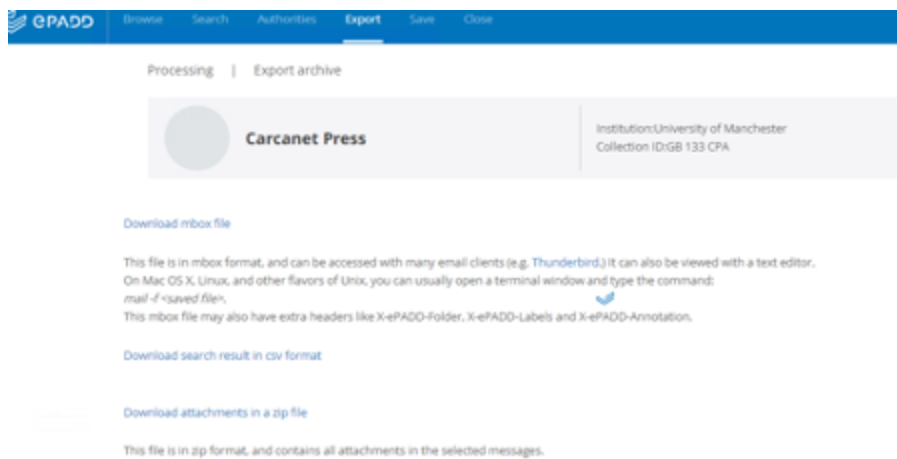 ePADD Browse Search Authorities Export Save Close
Processing | Export archive
Carcanet Press
Institution:University of Manchester
Collection ID:GB 133 CPA
Download mbox file
This file is in mbox format, and can be accessed with many email clients (e.g. Thunderbird.) It can also be viewed with a text editor.
On Mac OS X, Linux, and other flavors of Unix, you can usually open a terminal window and type the command:
mail -f <saved file>.
This mbox file may also have extra headers like X-ePADD-Folder, X-ePADD-Labels and X-ePADD-Annotation.
Download search result in csv format
Download attachments in a zip file
This file is in zip format, and contains all attachments in the selected messages.